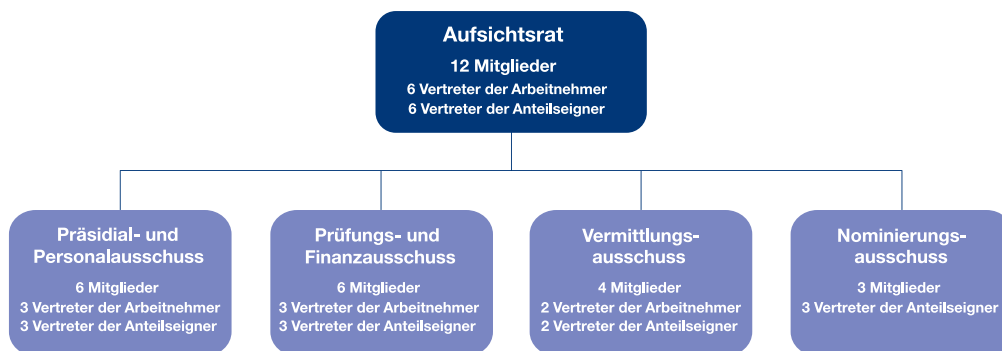 Aufsichtsrat
12 Mitglieder
6 Vertreter der Arbeitnehmer
6 Vertreter der Anteilseigner
Präsidial- und
Personalausschuss
6 Mitglieder
3 Vertreter der Arbeitnehmer
3 Vertreter der Anteilseigner
Prüfungs- und
Finanzausschuss
6 Mitglieder
3 Vertreter der Arbeitnehmer
3 Vertreter der Anteilseigner
Vermittlungs-
ausschuss
4 Mitglieder
2 Vertreter der Arbeitnehmer
2 Vertreter der Anteilseigner
Nominierungs-
ausschuss
3 Mitglieder
3 Vertreter der Anteilseigner